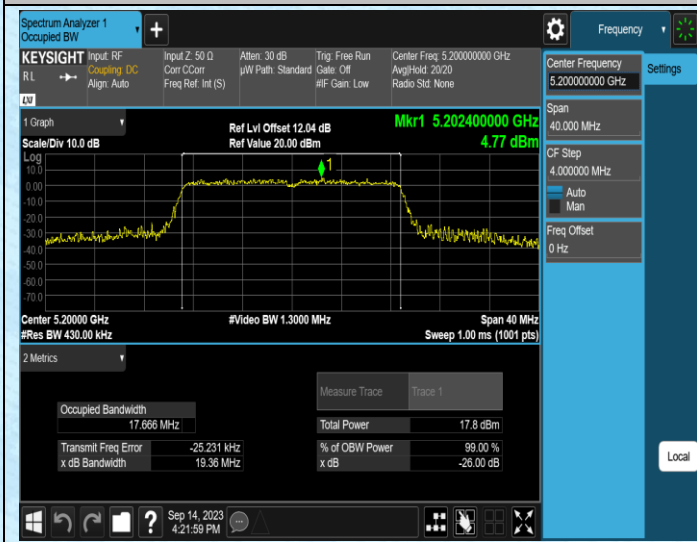 Spectrum Analyzer 1
Occupied BW
Frequency
KEYSIGHT
RL
LXI
Input: RF
Coupling: DC
Align: Auto
Input Z: 50 Ω
Corr CCorr
Freq Ref: Int (S)
Atten: 30 dB
µW Path: Standard
Trig: Free Run
Gate: Off
#IF Gain: Low
Center Freq: 5.200000000 GHz
Avg|Hold: 20/20
Radio Std: None
Center Frequency
5.200000000 GHz
Settings
Span
40.000 MHz
CF Step
4.000000 MHz
Auto
Man
Freq Offset
0 Hz
Local
1 Graph
Scale/Div 10.0 dB
Ref Lvl Offset 12.04 dB
Ref Value 20.00 dBm
Mkr1 5.202400000 GHz
4.77 dBm
Log
10.0
0.00
-10.0
-20.0
-30.0
-40.0
-50.0
-60.0
-70.0
1
Center 5.20000 GHz
#Video BW 1.3000 MHz
Span 40 MHz
#Res BW 430.00 kHz
Sweep 1.00 ms (1001 pts)
2 Metrics
Measure Trace
Trace 1
Occupied Bandwidth
17.666 MHz
Total Power
17.8 dBm
Transmit Freq Error
-25.231 kHz
% of OBW Power
99.00 %
x dB Bandwidth
19.36 MHz
x dB
-26.00 dB
?
Sep 14, 2023
4:21:59 PM